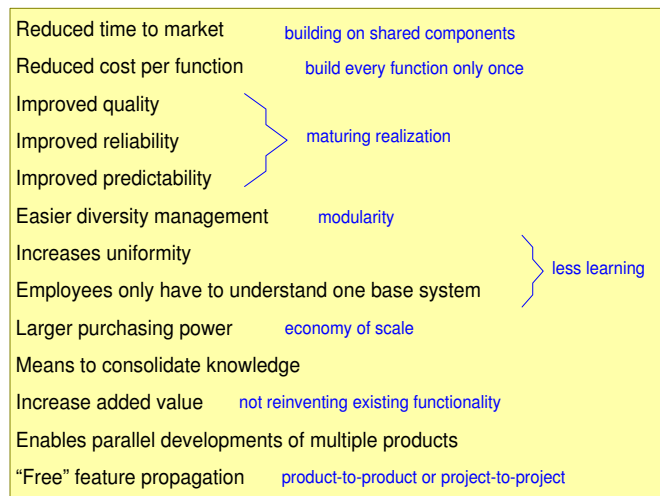 Reduced time to market building on shared components
Reduced cost per function build every function only once
Improved quality
Improved reliability maturing realization
Improved predictability
Easier diversity management modularity
Increases uniformity
less learning
Employees only have to understand one base system
Larger purchasing power economy of scale
Means to consolidate knowledge
Increase added value not reinventing existing functionality
Enables parallel developments of multiple products
“Free” feature propagation product-to-product or project-to-project